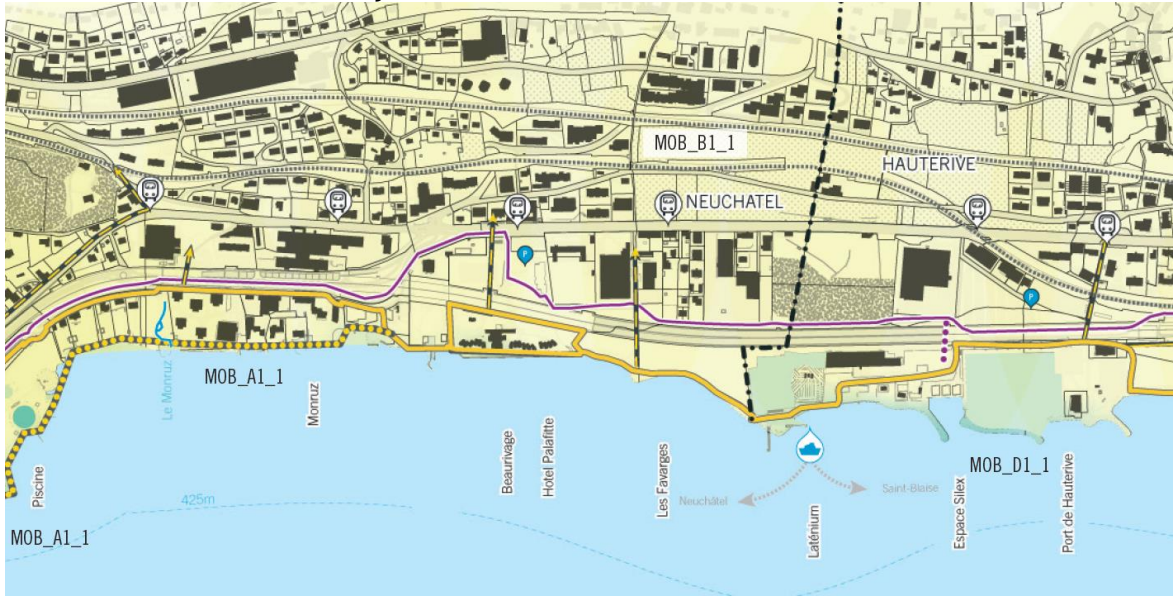 MOB_B1_1
HAUTERIVE
NEUCHATEL
P
P
MOB_A1_1
Le Monruz
Monruz
Piscine
Beaurivage
Hotel Palafitte
Les Favarges
Laténium
Espace Silex
Port de Hauterive
MOB_D1_1
Neuchâtel
Saint-Blaise
425m
MOB_A1_1